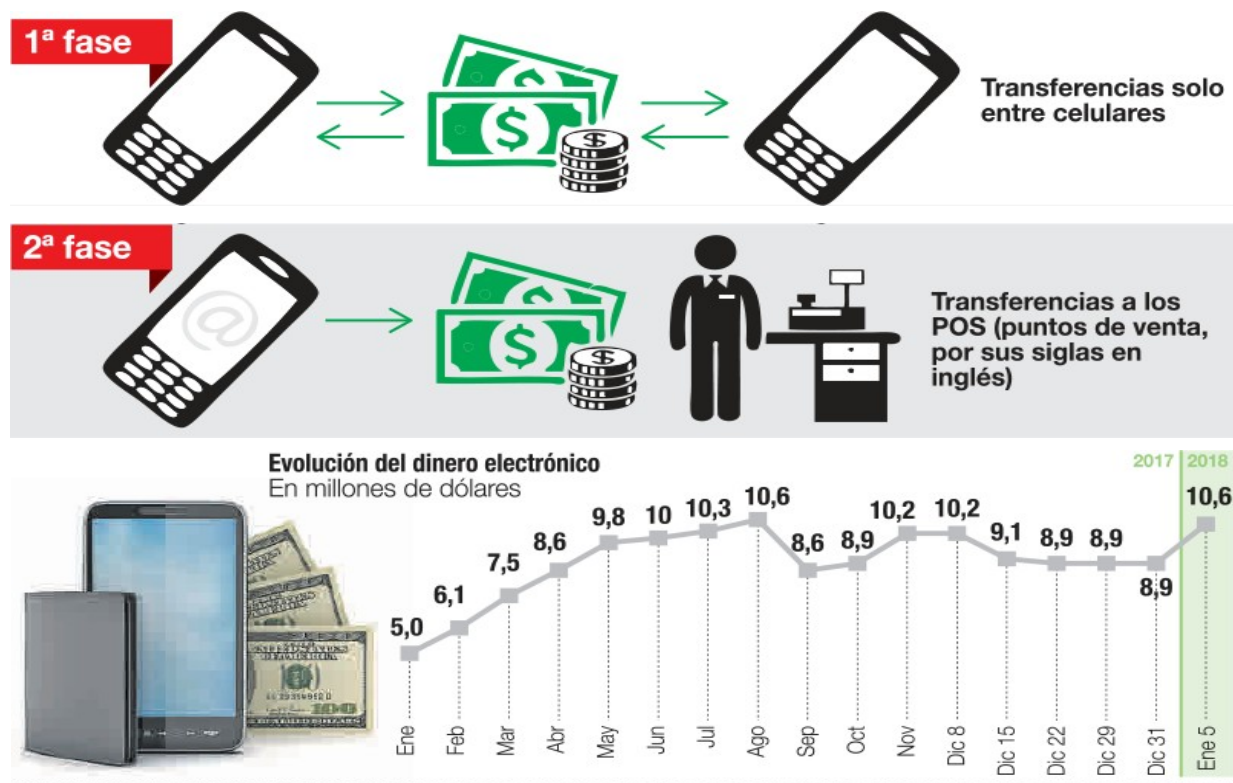 1ª fase
$
$
Transferencias solo
entre celulares
2ª fase
@
$
$
Transferencias a los
POS (puntos de venta,
por sus siglas en
inglés)
Evolución del dinero electrónico
En millones de dólares
2017 2018
5,0 6,1 7,5 8,6 9,8 10 10,3 10,6 8,6 8,9 10,2 10,2 9,1 8,9 8,9 8,9 10,6
100
Ene Feb Mar Abr May Jun Jul Ago Sep Oct Nov Dic 8 Dic 15 Dic 22 Dic 29 Dic 31 Ene 5